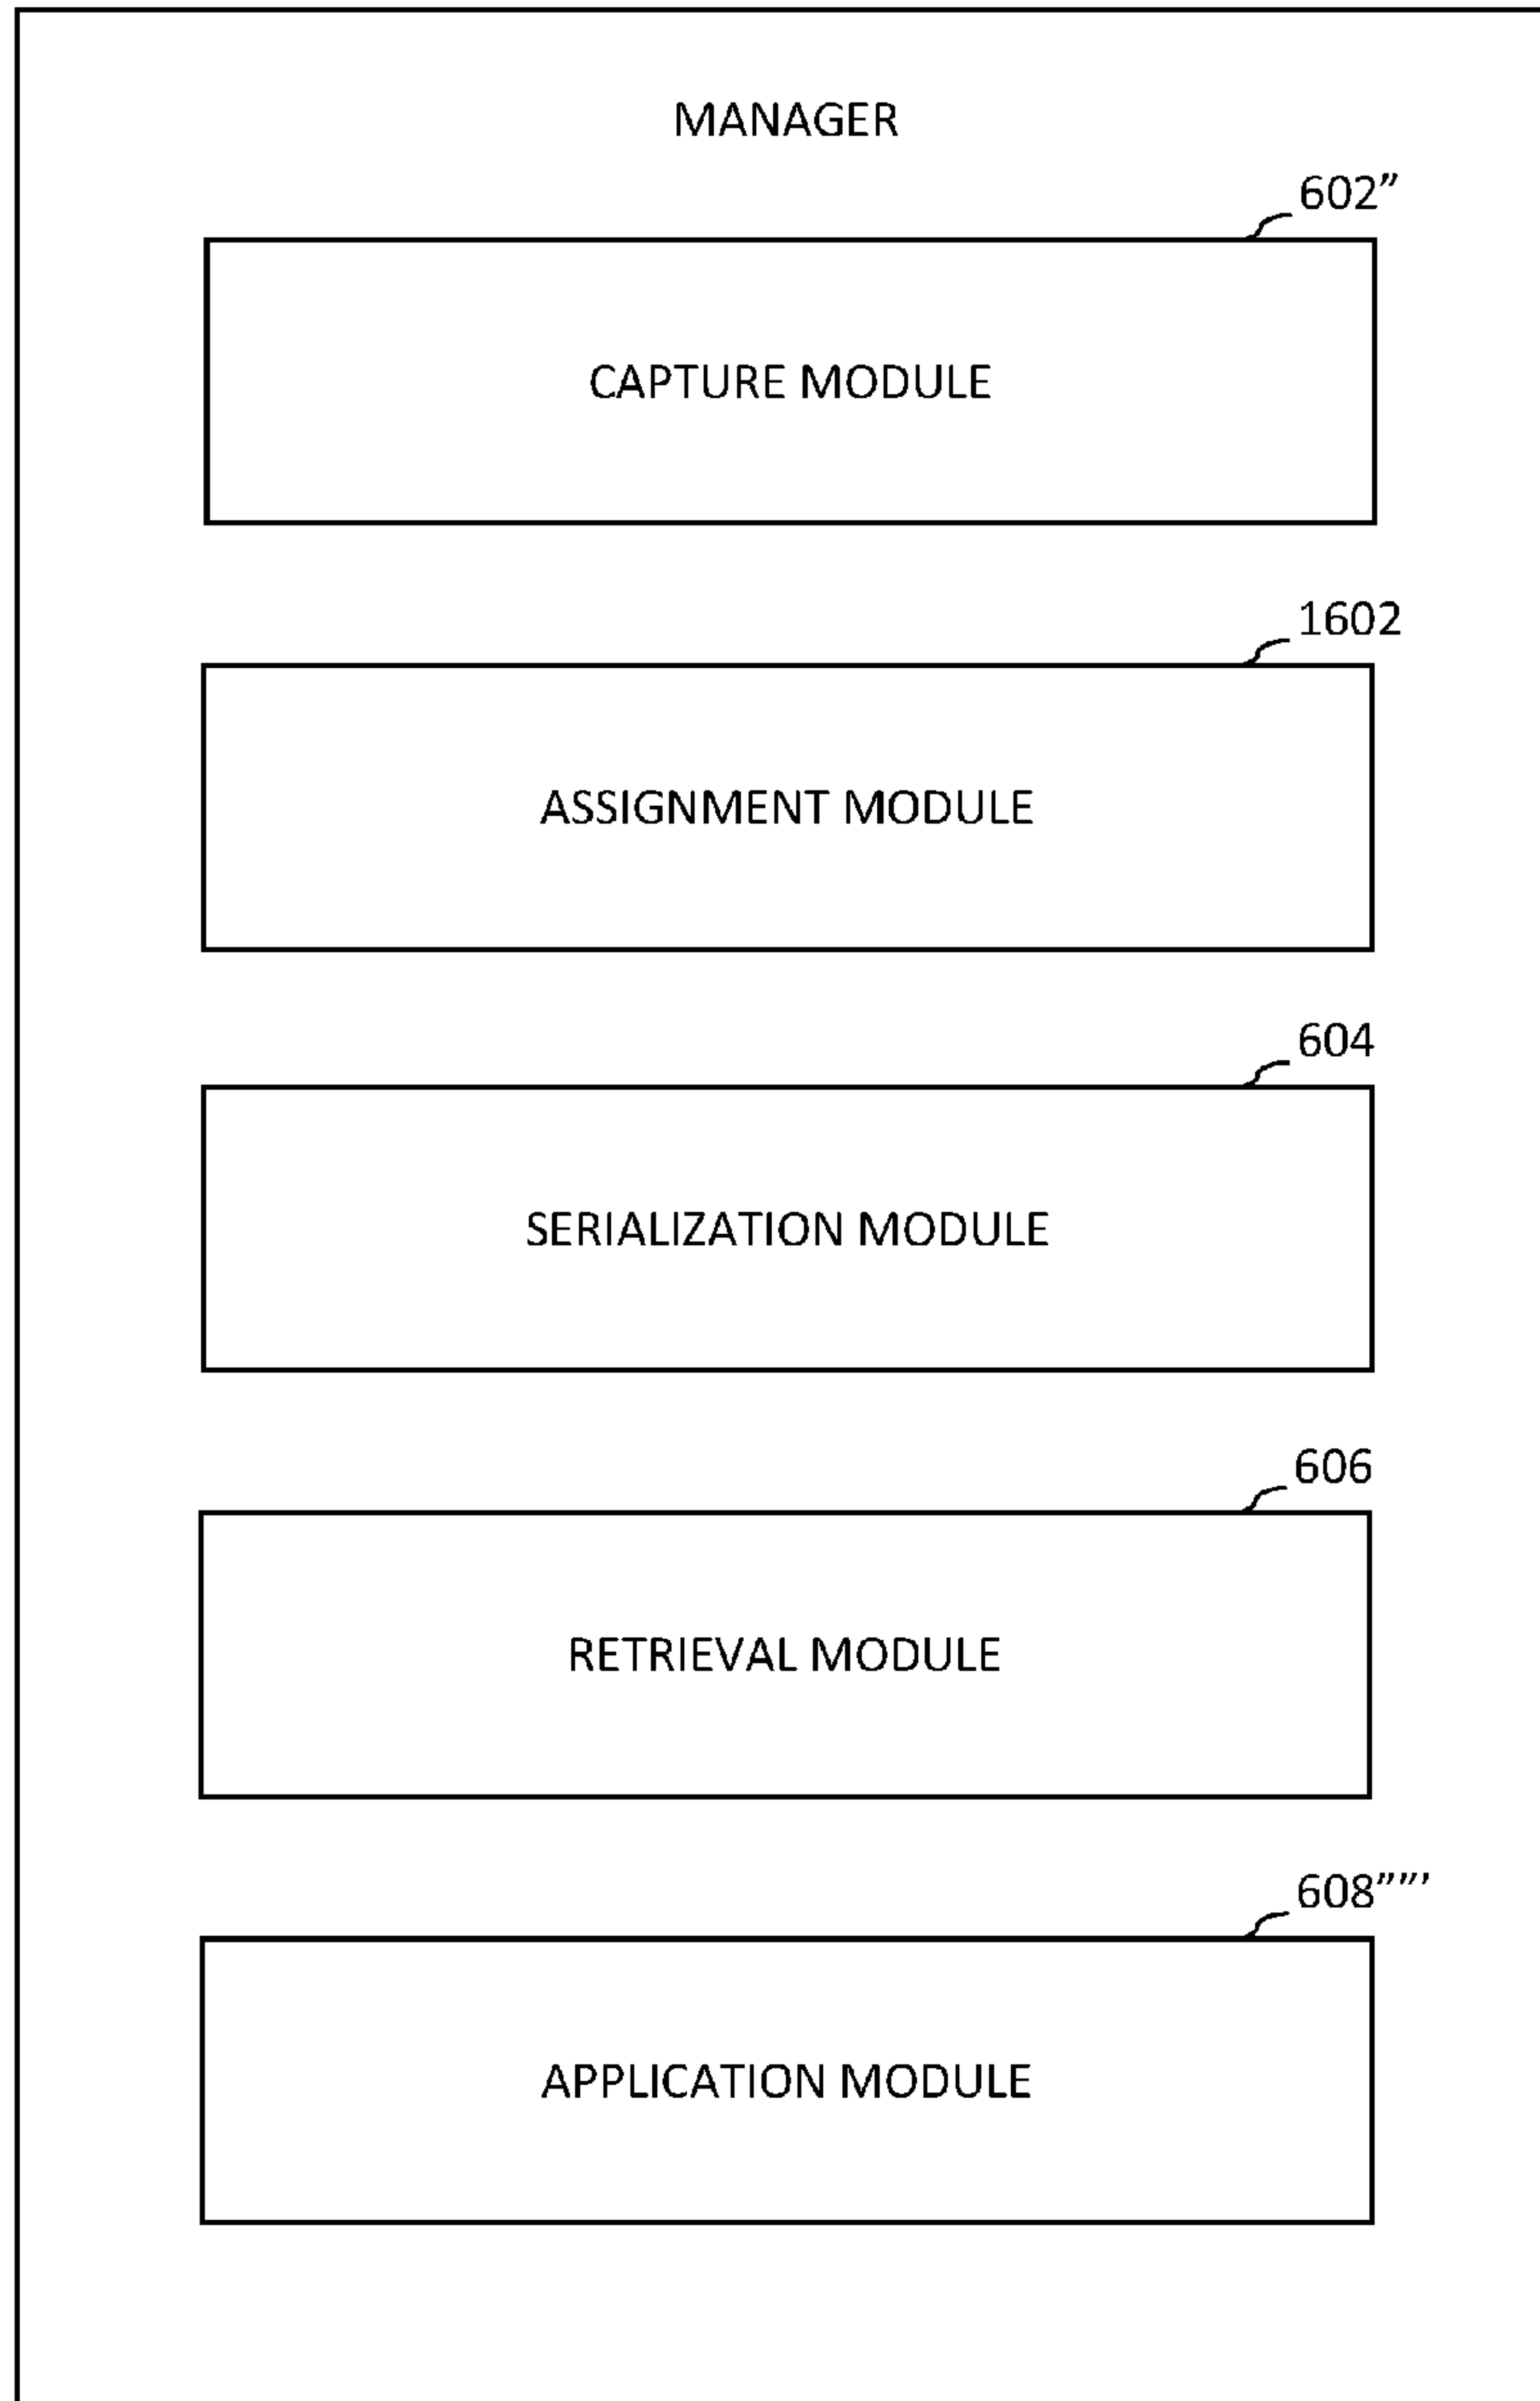 MANAGER
602”
CAPTURE MODULE
1602
ASSIGNMENT MODULE
604
SERIALIZATION MODULE
606
RETRIEVAL MODULE
608””’
APPLICATION MODULE